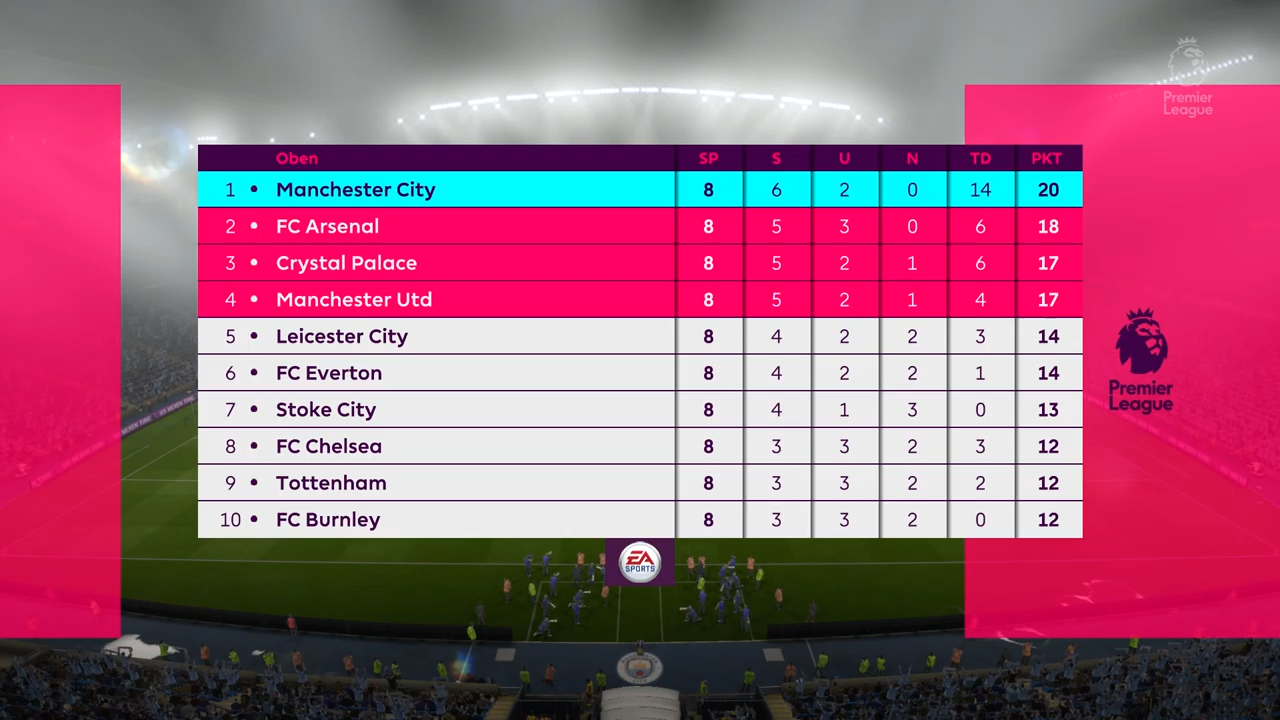 Premier
League
Oben SP S U N TD PKT
1 • Manchester City 8 6 2 0 14 20
2 • FC Arsenal 8 5 3 0 6 18
3 • Crystal Palace 8 5 2 1 6 17
4 • Manchester Utd 8 5 2 1 4 17
5 • Leicester City 8 4 2 2 3 14
6 • FC Everton 8 4 2 2 1 14
7 • Stoke City 8 4 1 3 0 13
8 • FC Chelsea 8 3 3 2 3 12
9 • Tottenham 8 3 3 2 2 12
10 • FC Burnley 8 3 3 2 0 12
Premier
League
EA
SPORTS